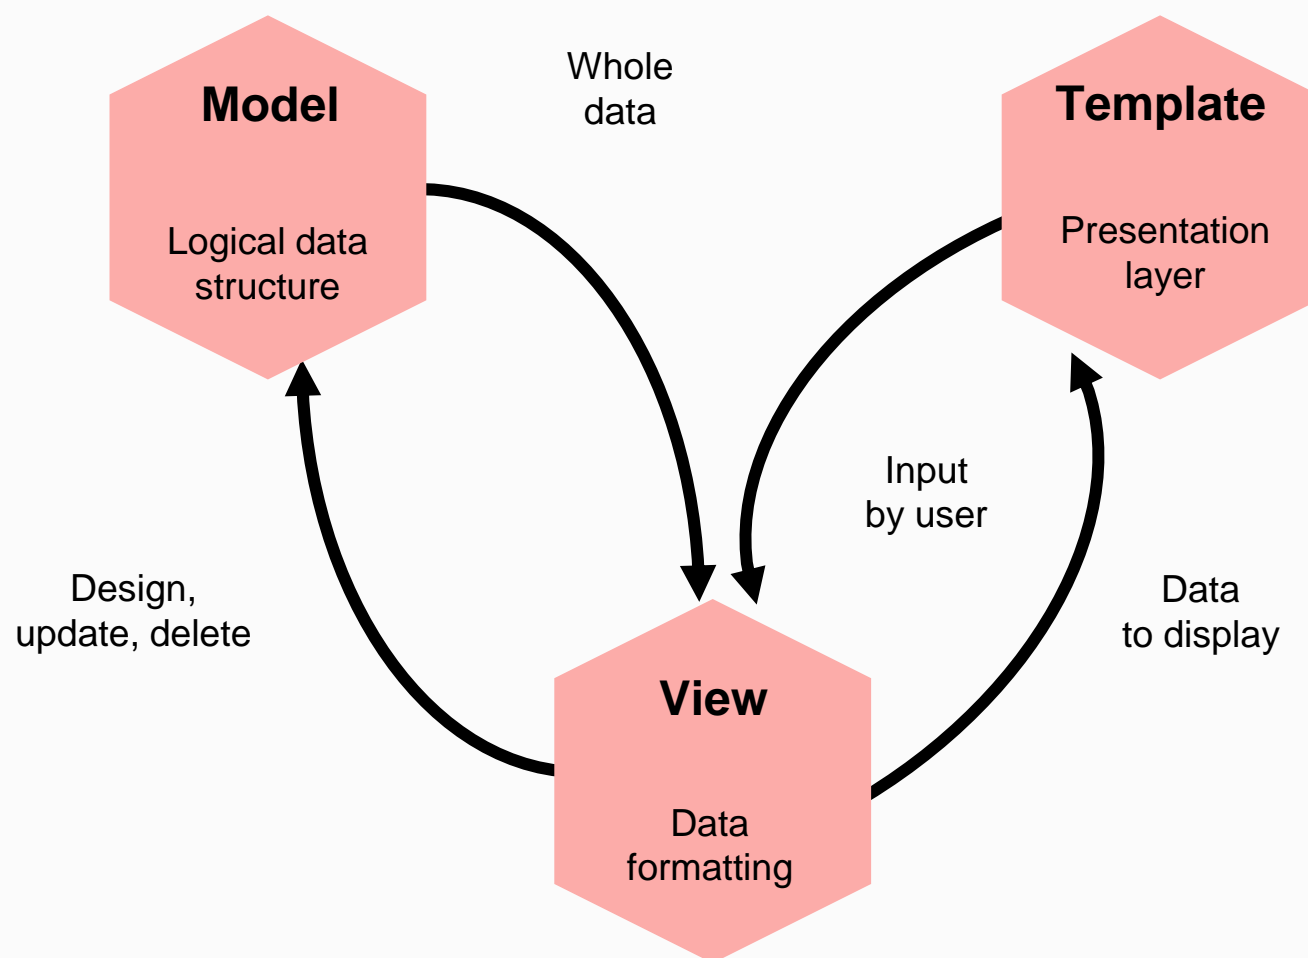 Model
Logical data
structure
Whole
data
Template
Presentation
layer
Input
by user
Design,
update, delete
Data
to display
View
Data
formatting